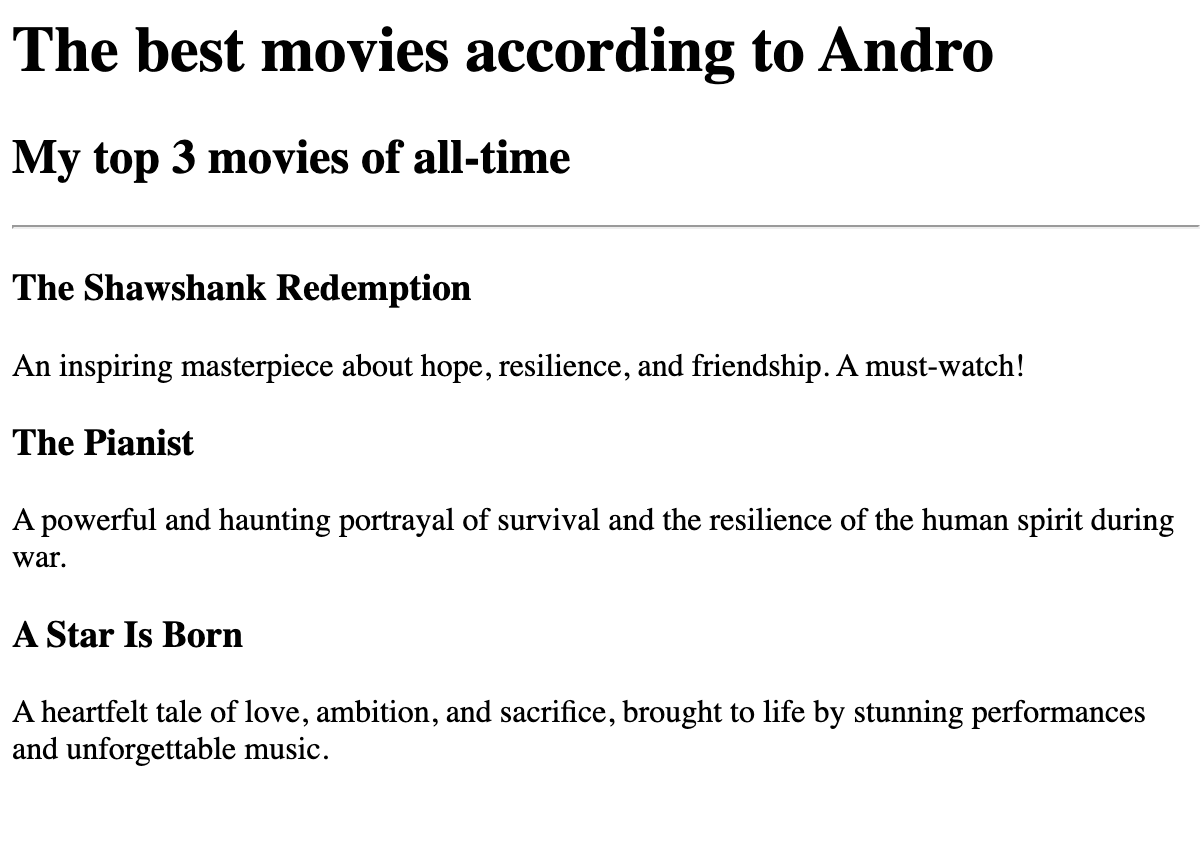 The best movies according to Andro
My top 3 movies of all-time
The Shawshank Redemption
An inspiring masterpiece about hope, resilience, and friendship. A must-watch!
The Pianist
A powerful and haunting portrayal of survival and the resilience of the human spirit during
war.
A Star Is Born
A heartfelt tale of love, ambition, and sacrifice, brought to life by stunning performances
and unforgettable music.